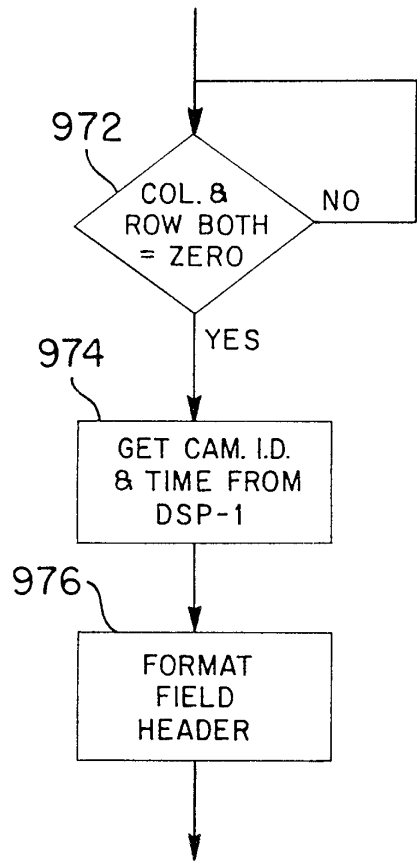 972
COL. &
ROW BOTH
= ZERO
NO
YES
974
GET CAM. I.D.
& TIME FROM
DSP-1
976
FORMAT
FIELD
HEADER